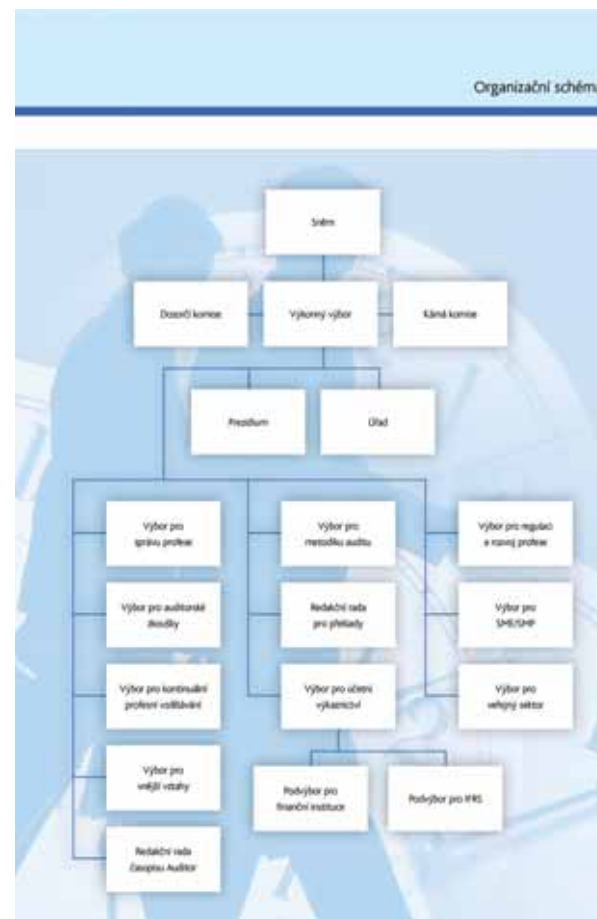 Organizační schéma
Sněm
Dozorčí komise
Výkonný výbor
Kárná komise
Prezidium
Úřad
Výbor pro
správu profese
Výbor pro
metodiku auditu
Výbor pro regulaci
a rozvoj profese
Výbor pro auditorské
zkoušky
Redakční rada
pro překlady
Výbor pro
SME/SMP
Výbor pro kontinuální
profesní vzdělávání
Výbor pro účetní
výkaznictví
Výbor pro
veřejný sektor
Výbor pro
vnější vztahy
Podvýbor pro
finanční instituce
Podvýbor pro IFRS
Redakční rada
časopisu Auditor